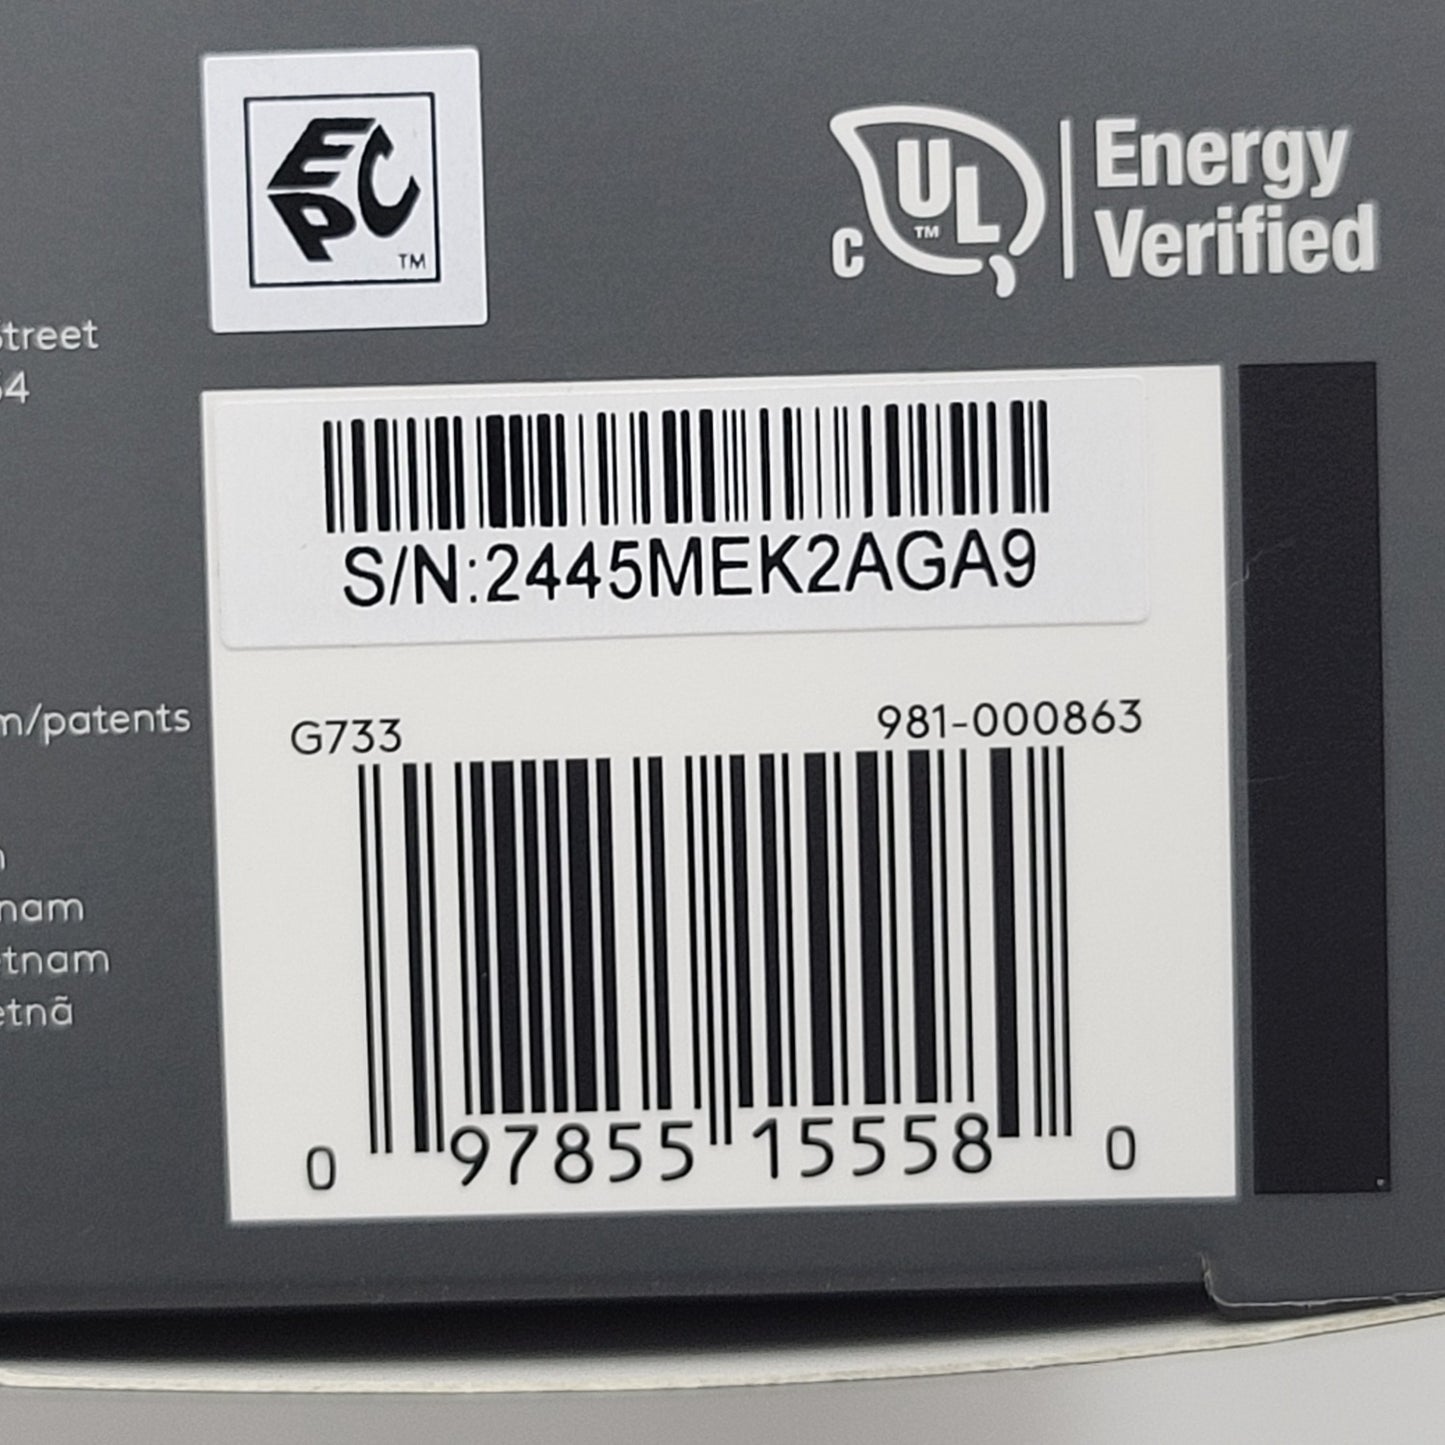 EPC
TM
C UL TM
Energy
Verified
treet
4
S/N:2445MEK2AGA9
m/patents
G733
981-000863
nam
tnam
etnã
0 97855 15558 0